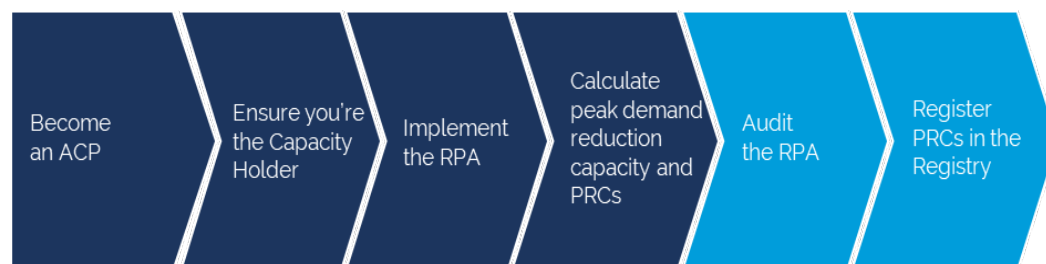 Become
an ACP
Ensure you're
the Capacity
Holder
Implement
the RPA
Calculate
peak demand
reduction
capacity and
PRCs
Audit
the RPA
Register
PRCs in the
Registry